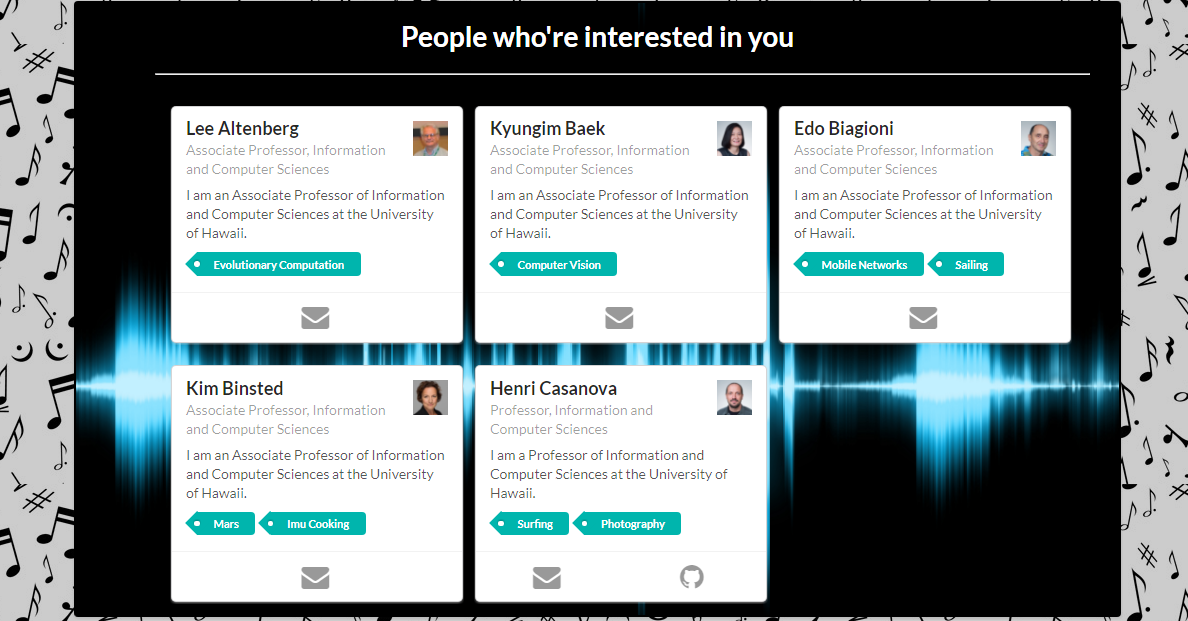 People who're interested in you
Lee Altenberg
Associate Professor, Information
and Computer Sciences
I am an Associate Professor of Information
and Computer Sciences at the University
of Hawaii.
Evolutionary Computation
Kyungim Baek
Associate Professor, Information
and Computer Sciences
I am an Associate Professor of Information
and Computer Sciences at the University
of Hawaii.
Computer Vision
Edo Biagioni
Associate Professor, Information
and Computer Sciences
I am an Associate Professor of Information
and Computer Sciences at the University
of Hawaii.
Mobile Networks
Sailing
Kim Binsted
Associate Professor, Information
and Computer Sciences
I am an Associate Professor of Information
and Computer Sciences at the University
of Hawaii.
Mars
Imu Cooking
Henri Casanova
Professor, Information and
Computer Sciences
I am a Professor of Information and
Computer Sciences at the University of
Hawaii.
Surfing
Photography